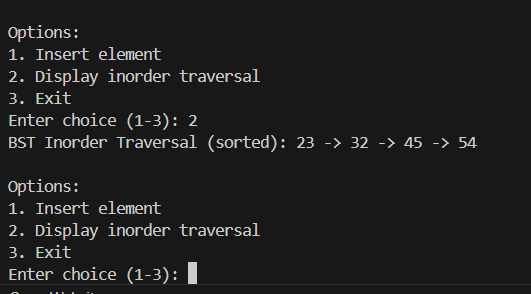 Options:
1. Insert element
2. Display inorder traversal
3. Exit
Enter choice (1-3): 2
BST Inorder Traversal (sorted): 23 -> 32 -> 45 -> 54
Options:
1. Insert element
2. Display inorder traversal
3. Exit
Enter choice (1-3):